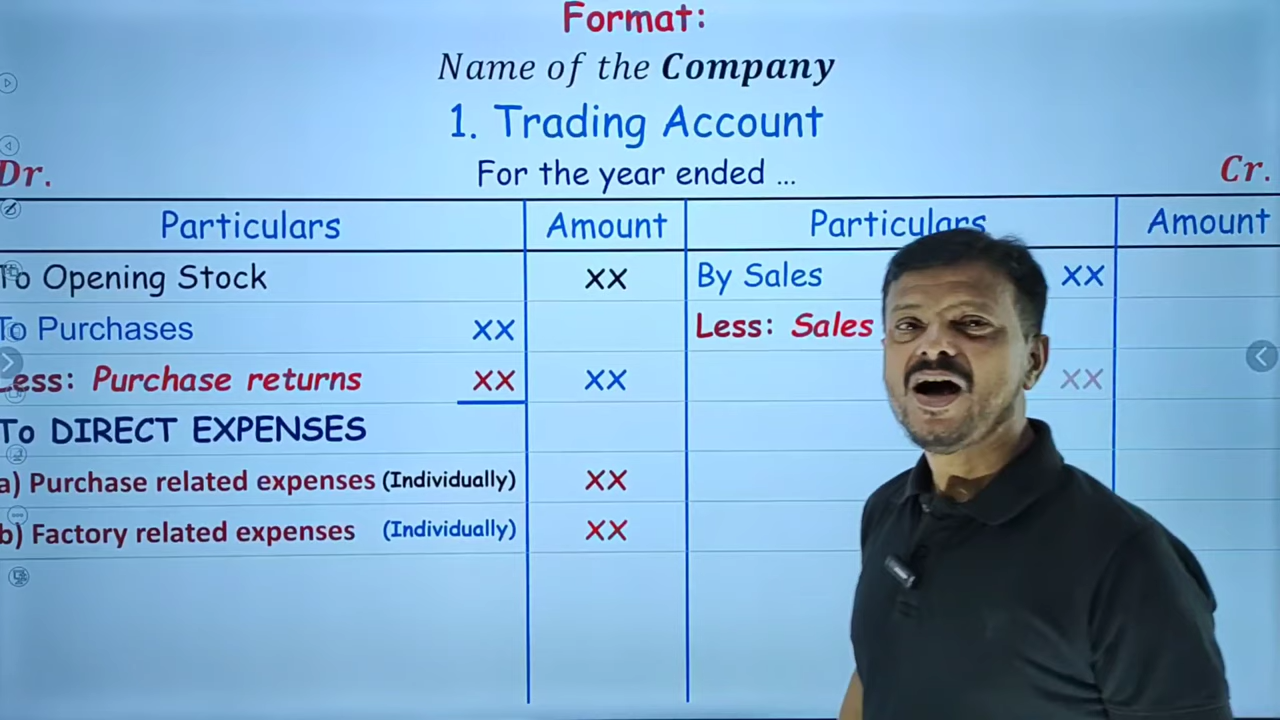 Format:
Name of the Company
1. Trading Account
Dr. For the year ended ... Cr.
Particulars Amount Particulars Amount
To Opening Stock XX By Sales XX
To Purchases XX Less: Sales
Less: Purchase returns XX XX XX
To DIRECT EXPENSES
a) Purchase related expenses (Individually) XX
b) Factory related expenses (Individually) XX